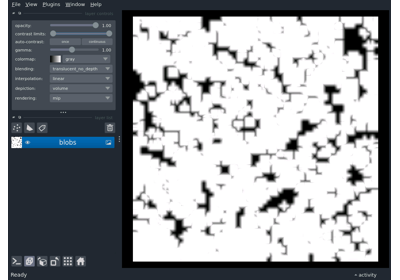 File View Plugins Window Help
opacity: 1.00
contrast limits:
auto-contrast: once continuous
gamma: 1.00
colormap: gray
blending: translucent_no_depth
interpolation: linear
depiction: volume
rendering: mip
blobs
Ready
activity